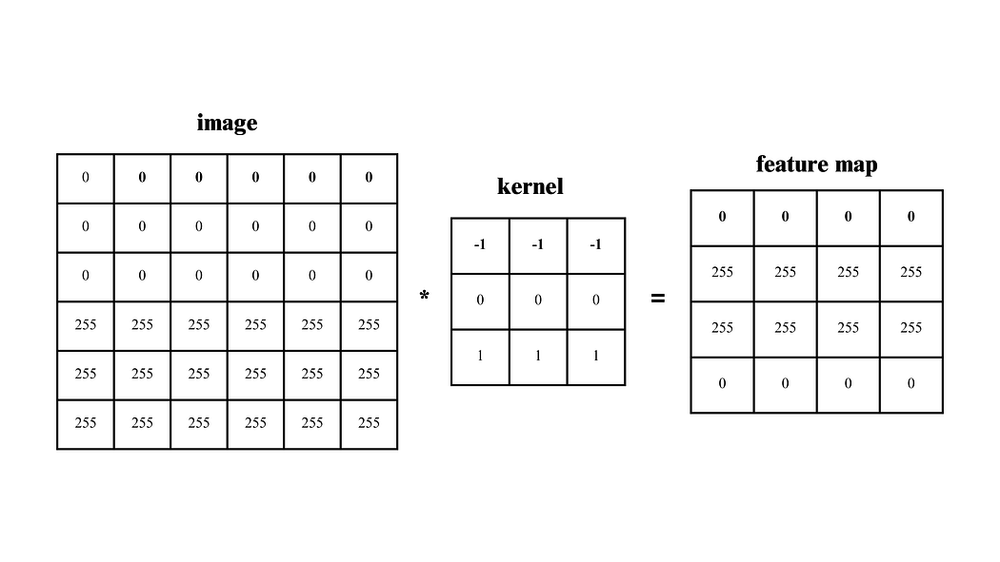 image
0 0 0 0 0 0
0 0 0 0 0 0
0 0 0 0 0 0
255 255 255 255 255 255
255 255 255 255 255 255
255 255 255 255 255 255
*
kernel
-1 -1 -1
0 0 0
1 1 1
=
feature map
0 0 0 0
255 255 255 255
255 255 255 255
0 0 0 0